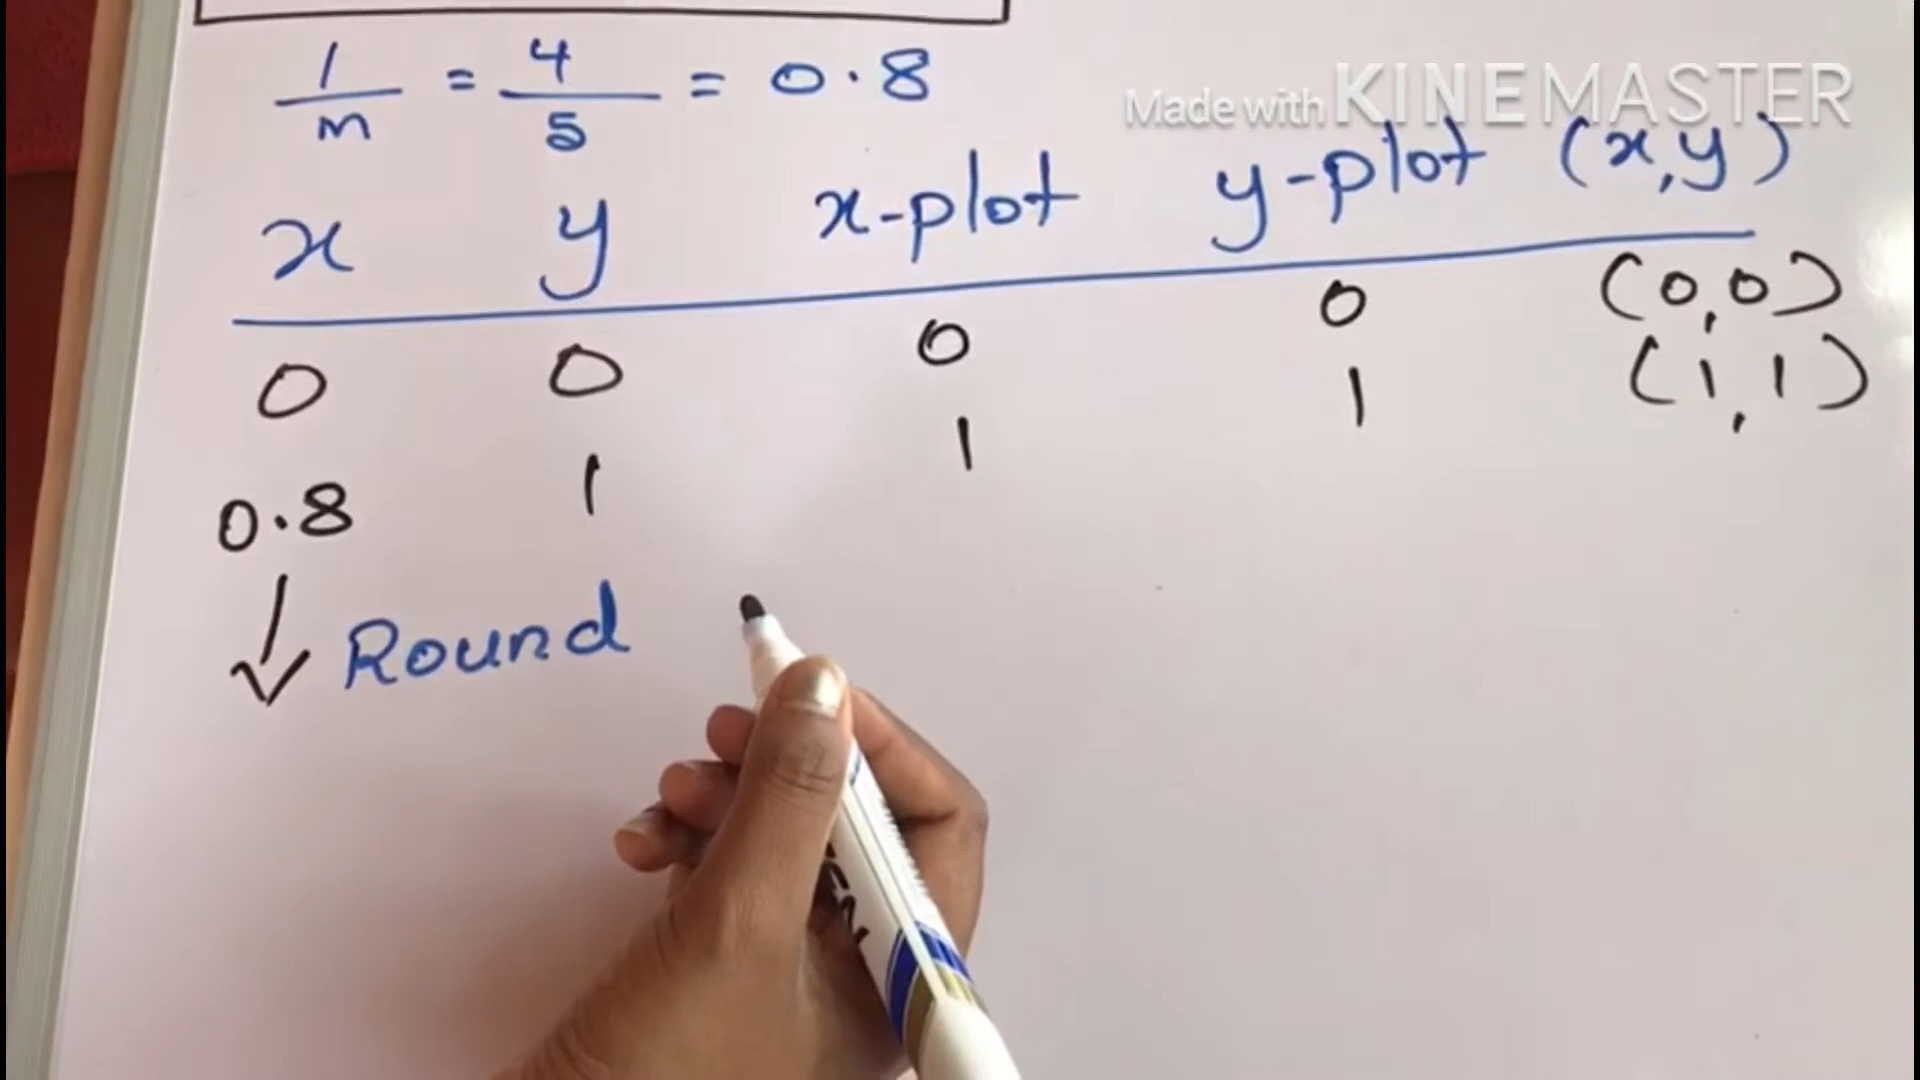 1/m = 4/5 = 0.8
Made with KINEMASTER
x y x-plot y-plot (x,y)
0 0 0 0 (0,0)
0.8 1 1 1 (1,1)
↓ Round